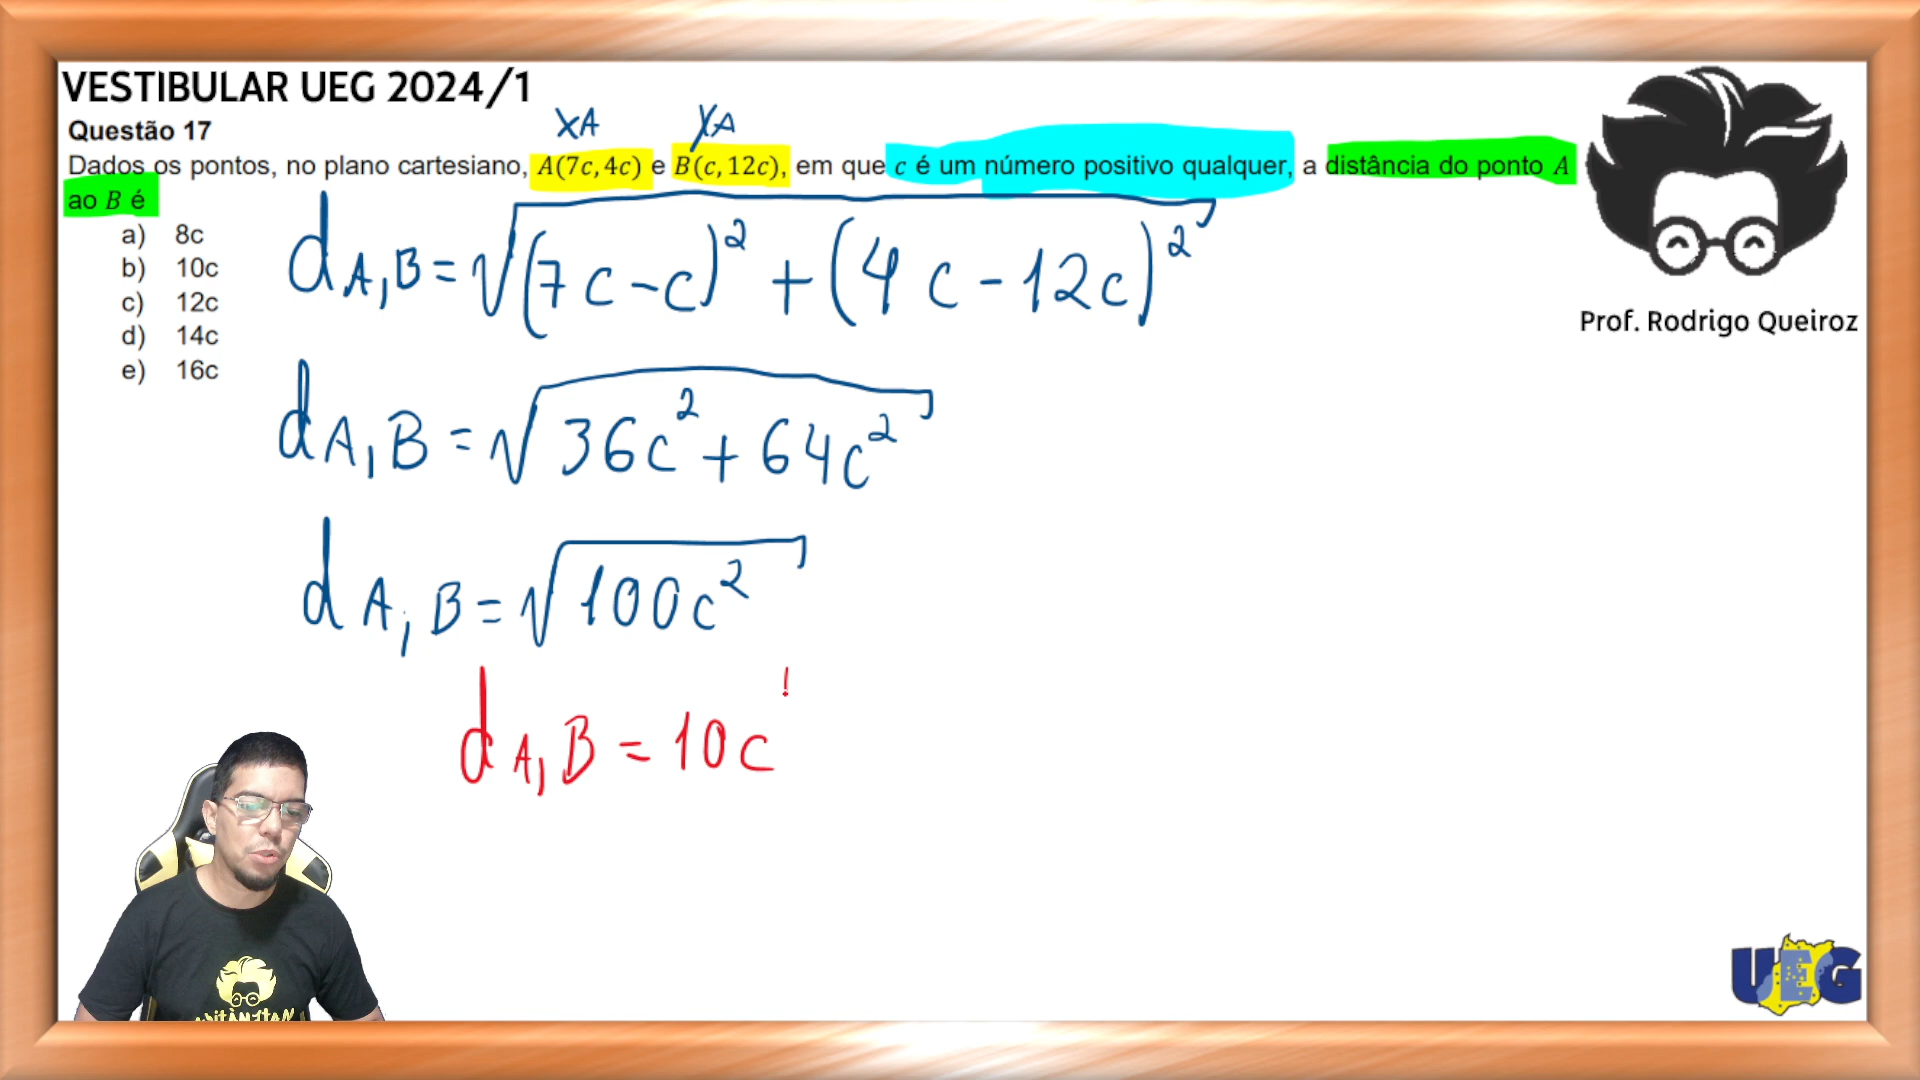 VESTIBULAR UEG 2024/1
Questão 17
XA YA
Dados os pontos, no plano cartesiano, A(7c, 4c) e B(c, 12c), em que c é um número positivo qualquer, a distância do ponto A
ao B é
a) 8c
b) 10c
c) 12c
d) 14c
e) 16c
dA,B = √(7c - c)² + (4c - 12c)²
Prof. Rodrigo Queiroz
dA,B = √36c² + 64c²
dA,B = √100c²
dA,B = 10c !
UEG